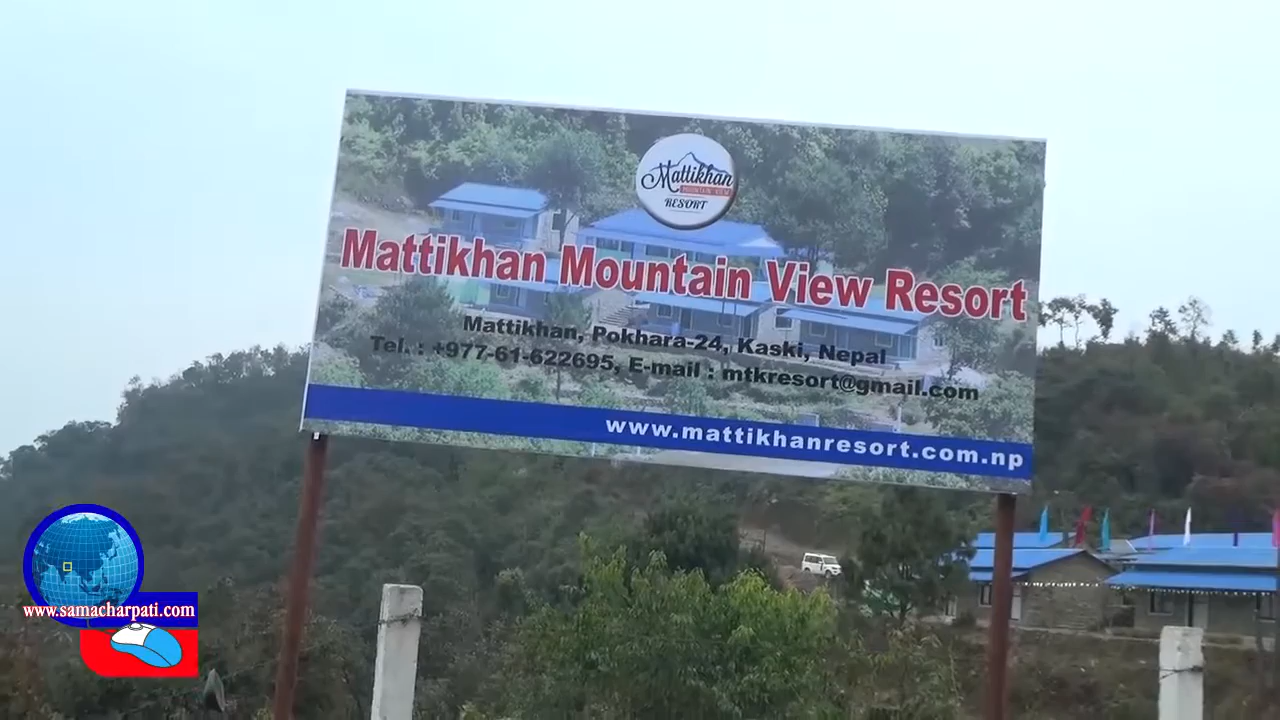 Mattikhan
MOUNTAIN VIEW
RESORT
Mattikhan Mountain View Resort
Mattikhan, Pokhara-24, Kaski, Nepal
Tel. : +977-61-622695, E-mail : mtkresort@gmail.com
www.mattikhanresort.com.np
www.samacharpati.com